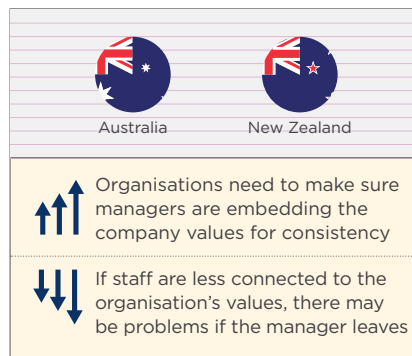 Australia
New Zealand
Organisations need to make sure
managers are embedding the
company values for consistency
If staff are less connected to the
organisation’s values, there may
be problems if the manager leaves